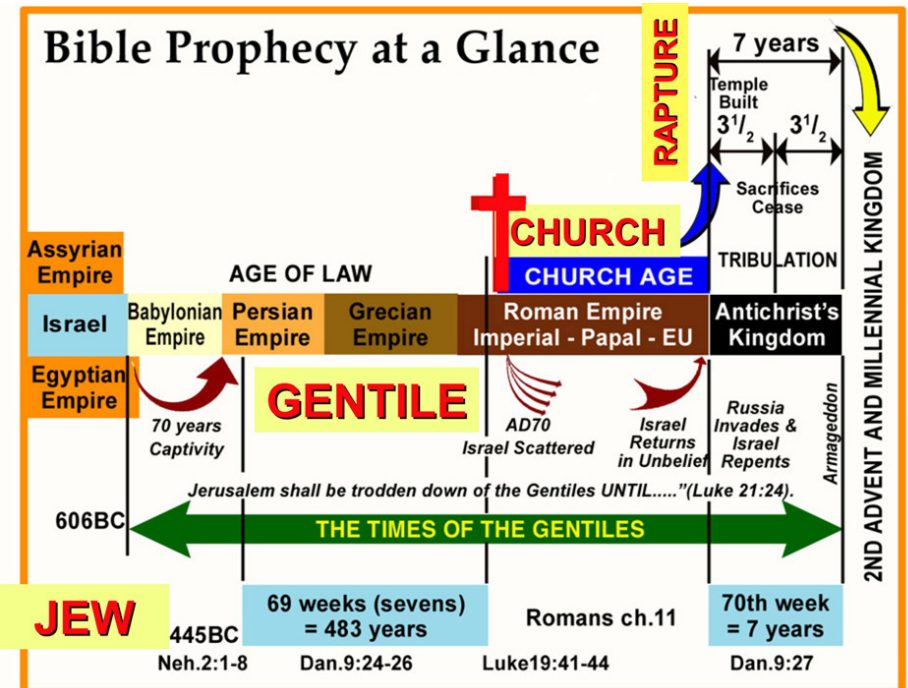 Bible Prophecy at a Glance
RAPTURE
7 years
Temple
Built
3 1/2
3 1/2
Sacrifices
Cease
TRIBULATION
2ND ADVENT AND MILLENNIAL KINGDOM
CHURCH
CHURCH AGE
Assyrian
Empire
AGE OF LAW
Israel
Babylonian
Empire
Persian
Empire
Grecian
Empire
Roman Empire
Imperial - Papal - EU
Antichrist's
Kingdom
Egyptian
Empire
GENTILE
70 years
Captivity
AD70
Israel Scattered
Israel
Returns
in Unbelief
Russia
Invades &
Israel
Repents
Armageddon
Jerusalem shall be trodden down of the Gentiles UNTIL....."(Luke 21:24).
606BC
THE TIMES OF THE GENTILES
JEW
445BC
Neh.2:1-8
69 weeks (sevens)
= 483 years
Dan.9:24-26
Romans ch.11
Luke19:41-44
70th week
= 7 years
Dan.9:27